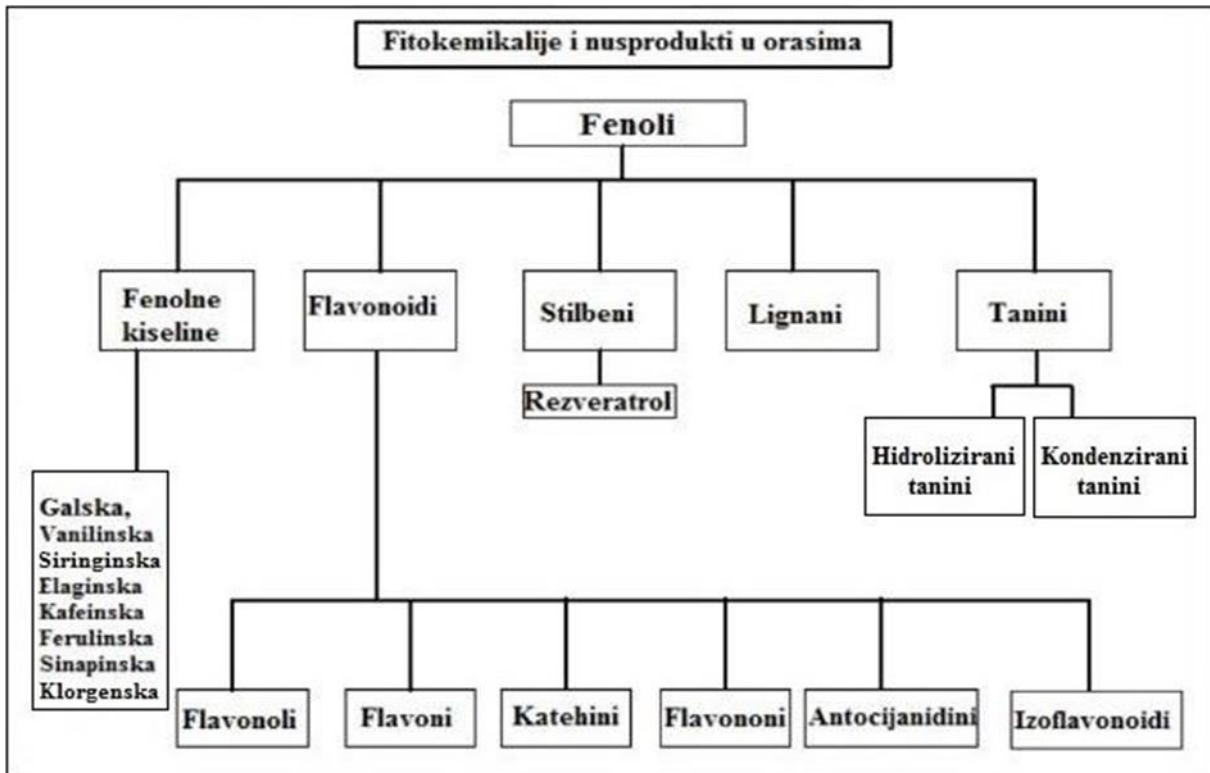 Fitokemikalije i nusprodukti u orasima
Fenoli
Fenolne
kiseline
Flavonoidi
Stilbeni
Lignani
Tanini
Rezveratrol
Hidrolizirani
tanini
Kondenzirani
tanini
Galska,
Vanilinska
Siringinska
Elaginska
Kafeinska
Ferulinska
Sinapinska
Klorgenska
Flavonoli
Flavoni
Katehini
Flavononi
Antocijanidini
Izoflavonoidi